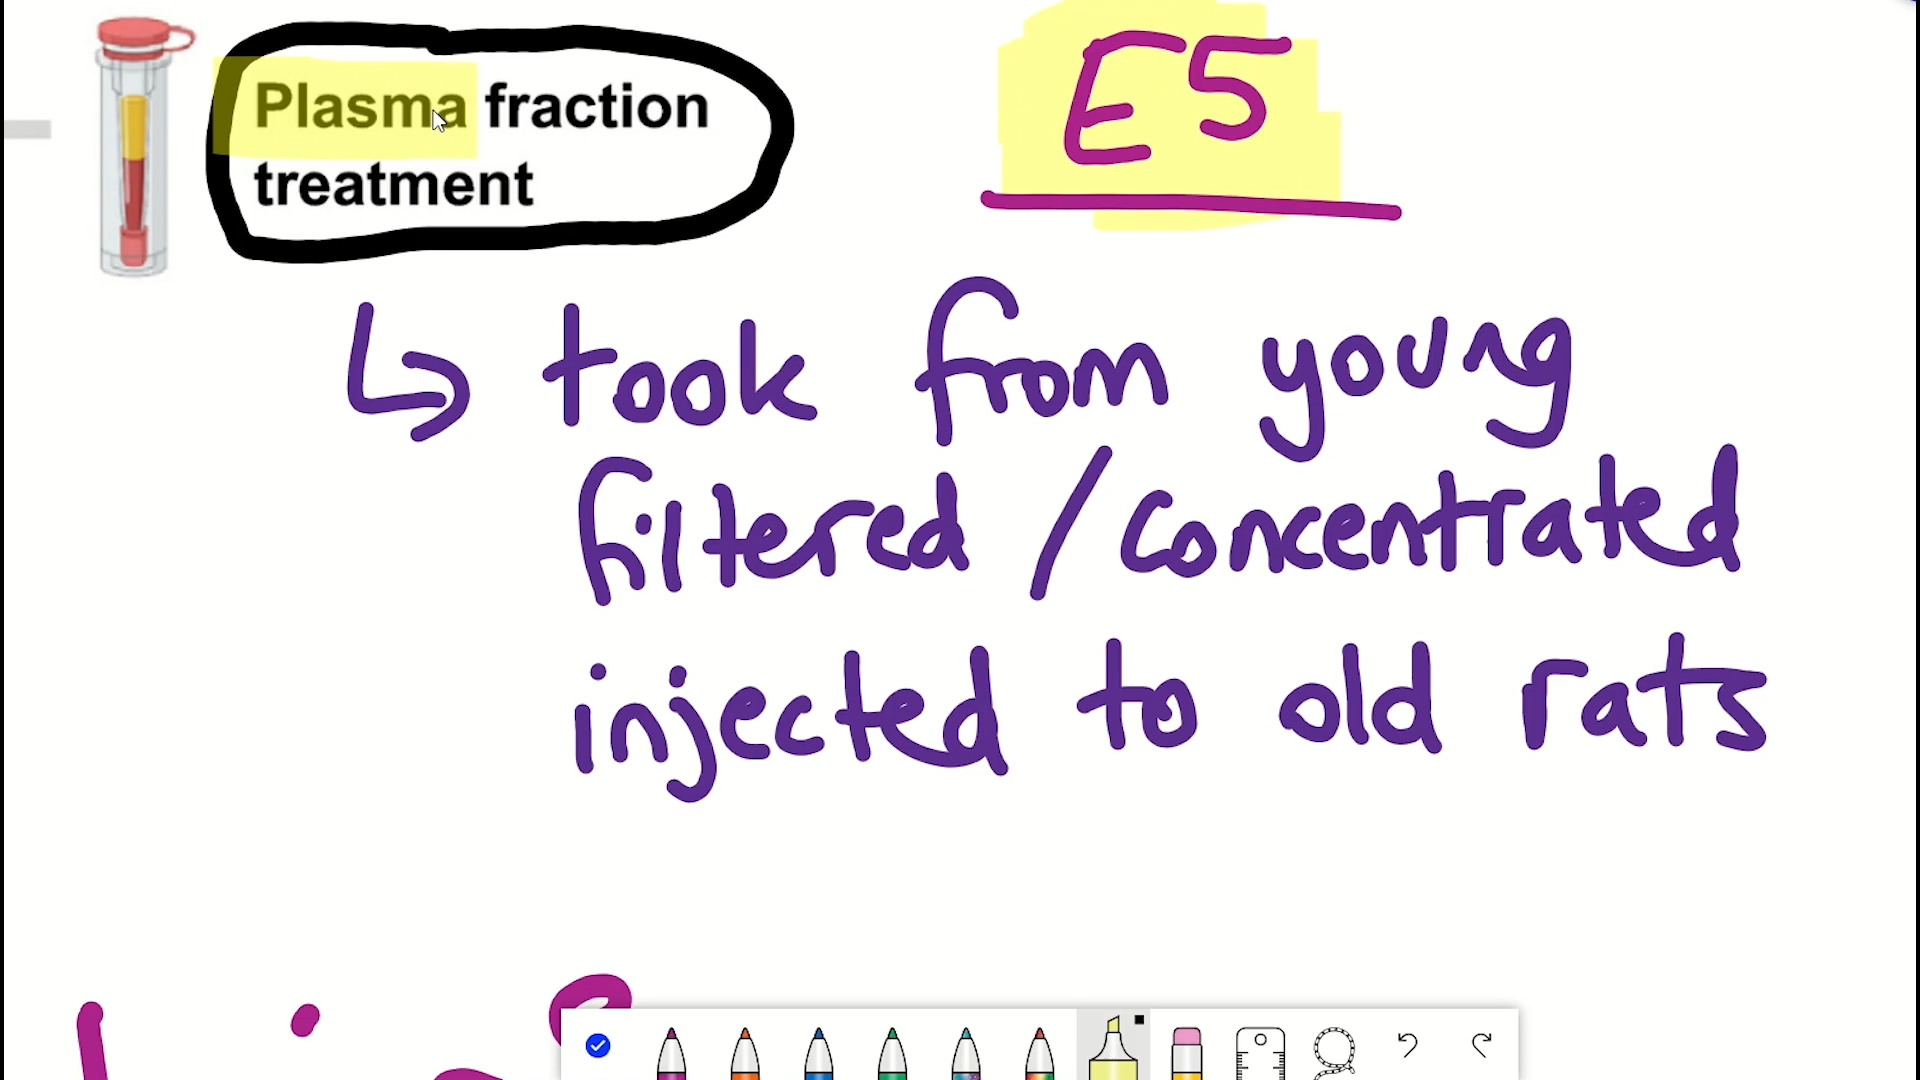 Plasma fraction
treatment
E5
↳ took from young
filtered / concentrated
injected to old rats